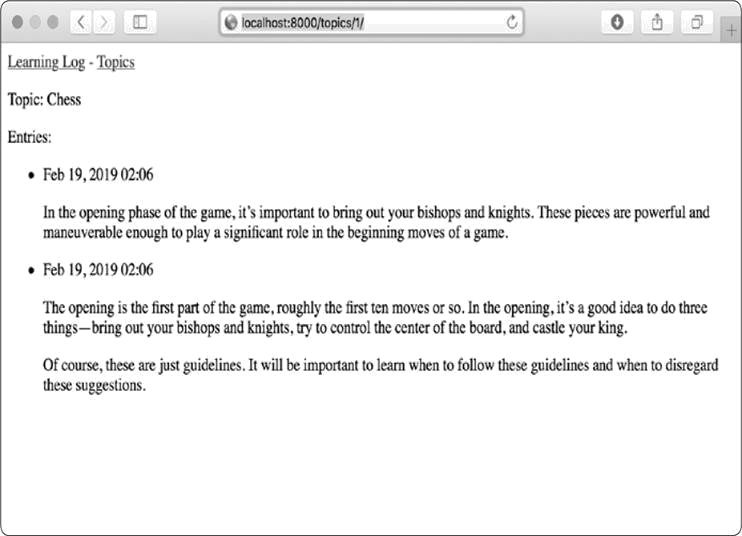 localhost:8000/topics/1/
Learning Log - Topics
Topic: Chess
Entries:
• Feb 19, 2019 02:06
In the opening phase of the game, it’s important to bring out your bishops and knights. These pieces are powerful and
maneuverable enough to play a significant role in the beginning moves of a game.
• Feb 19, 2019 02:06
The opening is the first part of the game, roughly the first ten moves or so. In the opening, it’s a good idea to do three
things—bring out your bishops and knights, try to control the center of the board, and castle your king.
Of course, these are just guidelines. It will be important to learn when to follow these guidelines and when to disregard
these suggestions.